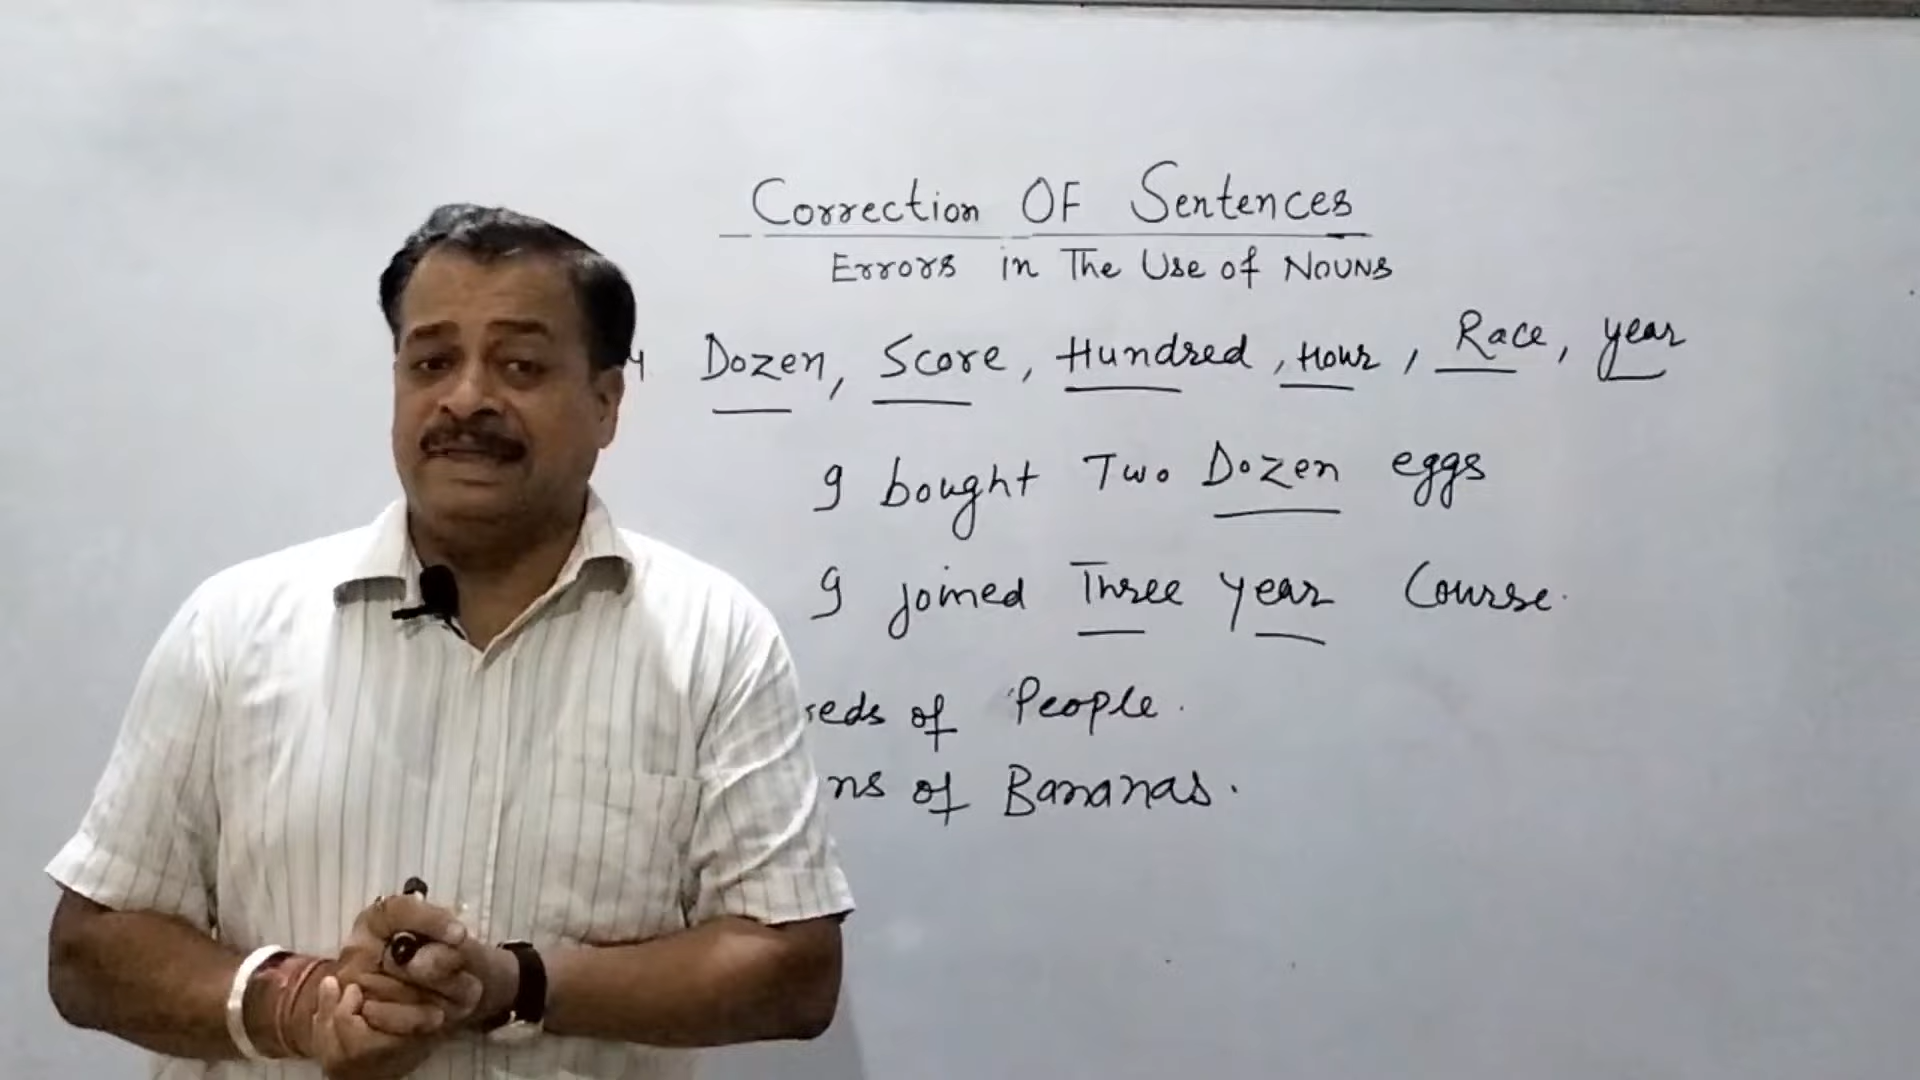 Correction OF Sentences
Errors in The Use of NOUNS
Dozen, Score, Hundred, Hour, Race, year
I bought Two Dozen eggs
I joined Three year Course.
reds of People.
ns of Bananas.